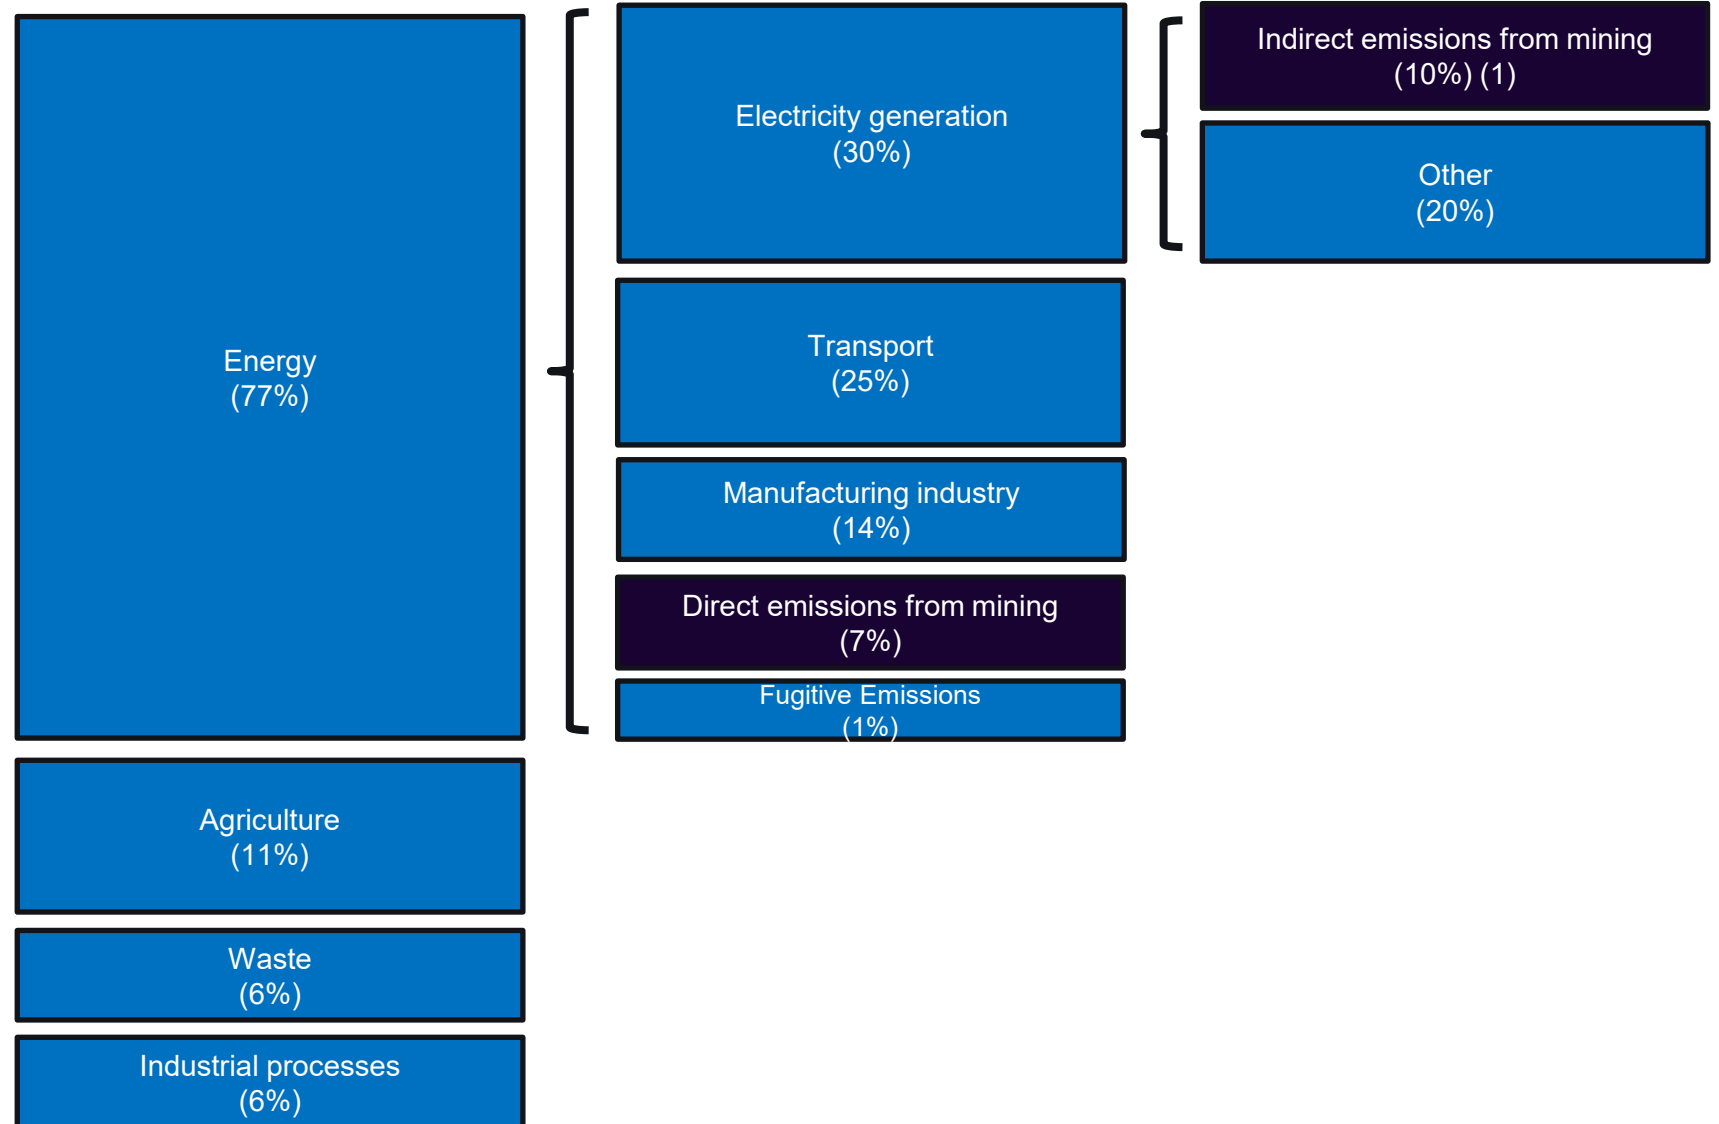 Energy
(77%)
Agriculture
(11%)
Waste
(6%)
Industrial processes
(6%)
Electricity generation
(30%)
Transport
(25%)
Manufacturing industry
(14%)
Direct emissions from mining
(7%)
Fugitive Emissions
(1%)
Indirect emissions from mining
(10%) (1)
Other
(20%)